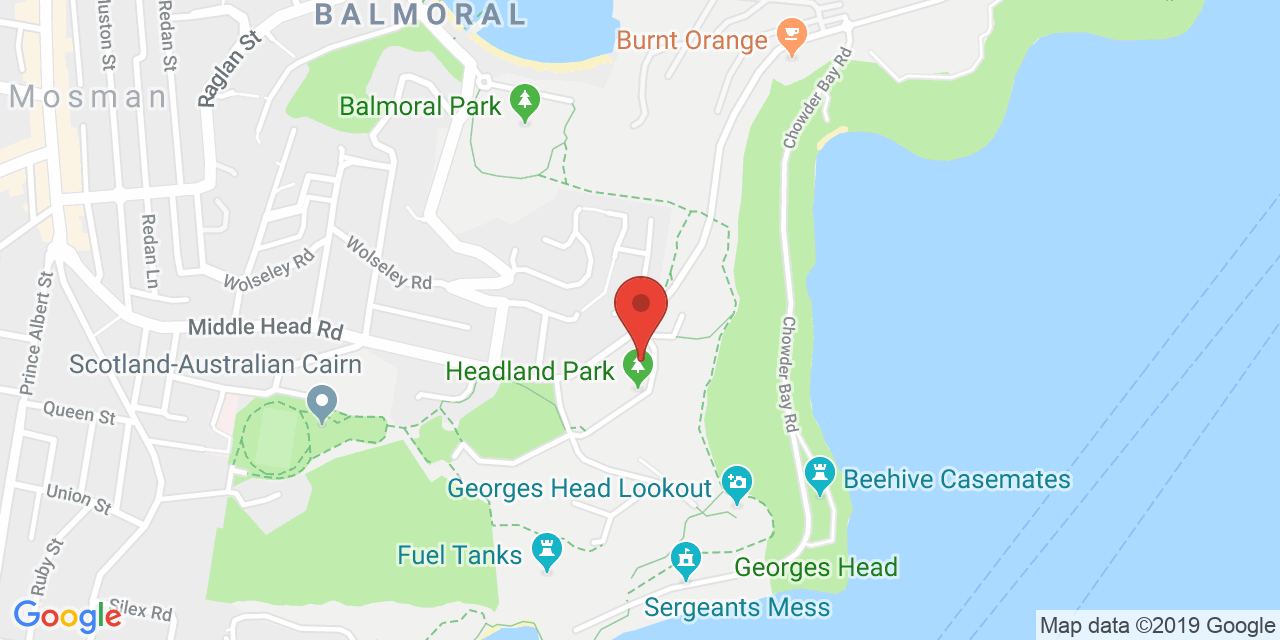 BALMORAL
Muston St
Redan St
Raglan St
Burnt Orange
Chowder Bay Rd
Mosman
Balmoral Park
Redan Ln
Wolseley Rd
Wolseley Rd
Prince Albert St
Middle Head Rd
Chowder Bay Rd
Scotland-Australian Cairn
Headland Park
Queen St
Beehive Casemates
Georges Head Lookout
Union St
Fuel Tanks
Georges Head
Ruby St
Silex Rd
Sergeants Mess
Google
Map data ©2019 Google